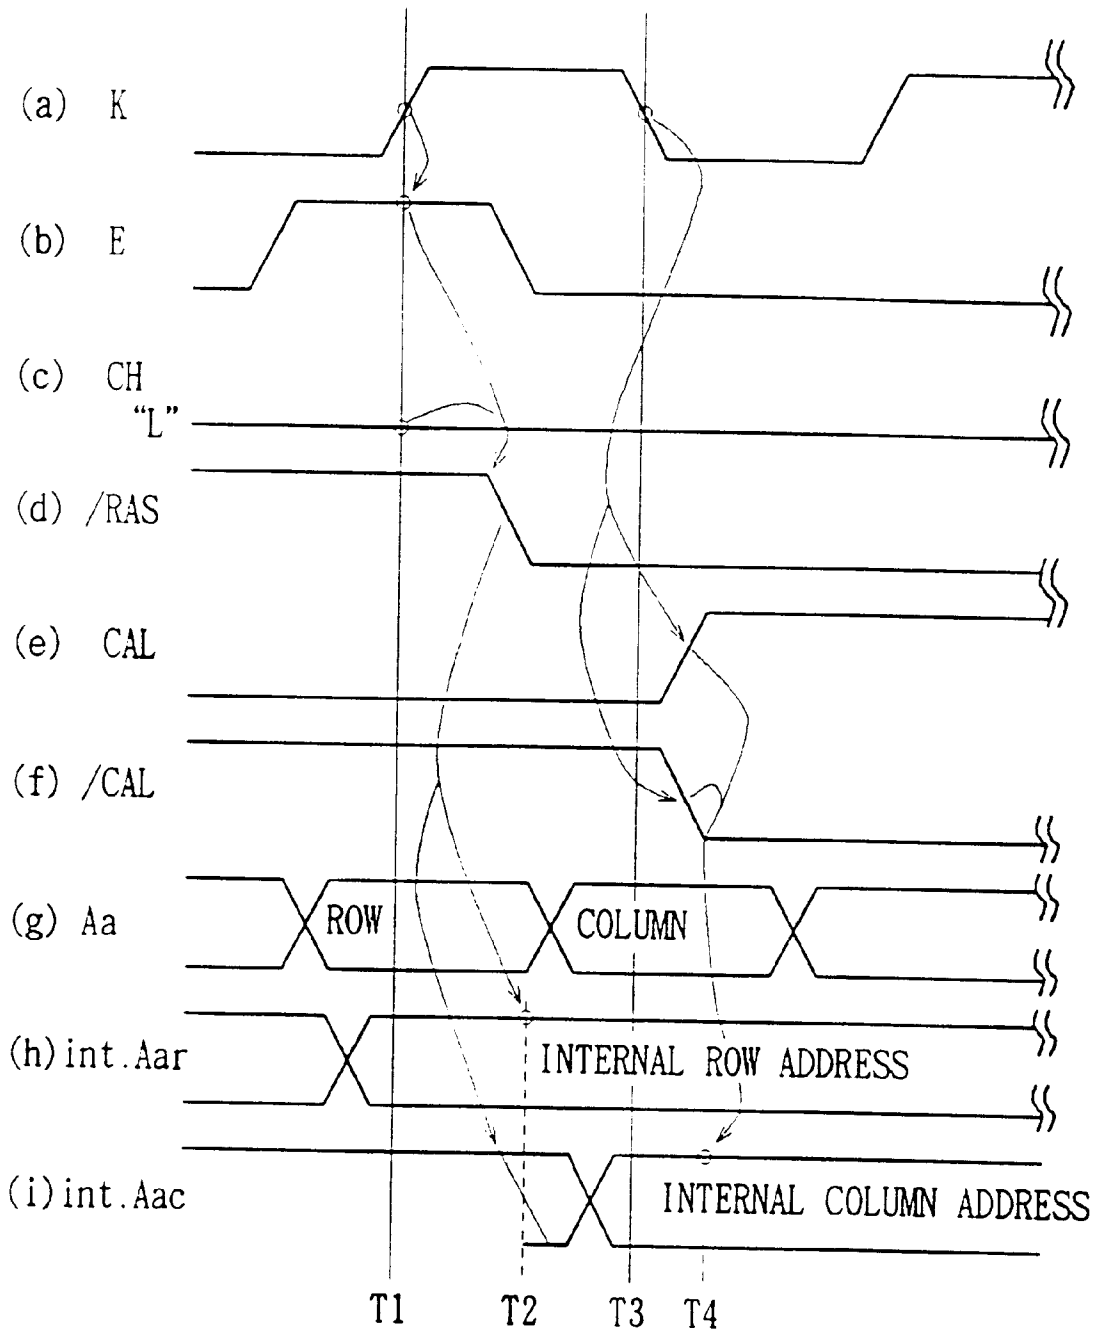 (a) K
(b) E
(c) CH
“L”
(d) /RAS
(e) CAL
(f) /CAL
(g) Aa ROW COLUMN
(h) int.Aar INTERNAL ROW ADDRESS
(i) int.Aac INTERNAL COLUMN ADDRESS
T1 T2 T3 T4